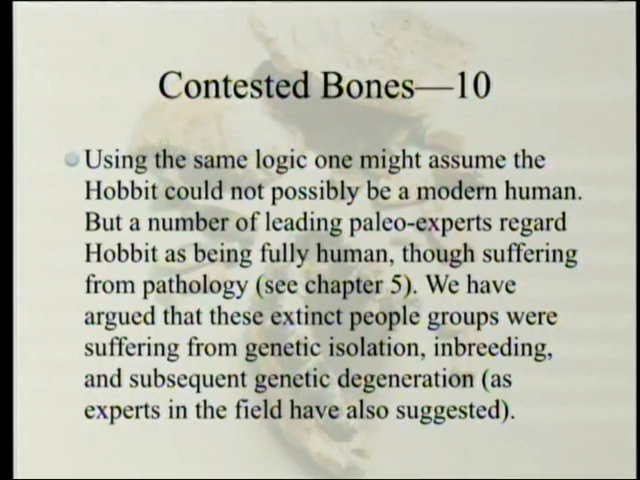 Contested Bones—10
Using the same logic one might assume the
Hobbit could not possibly be a modern human.
But a number of leading paleo-experts regard
Hobbit as being fully human, though suffering
from pathology (see chapter 5). We have
argued that these extinct people groups were
suffering from genetic isolation, inbreeding,
and subsequent genetic degeneration (as
experts in the field have also suggested).